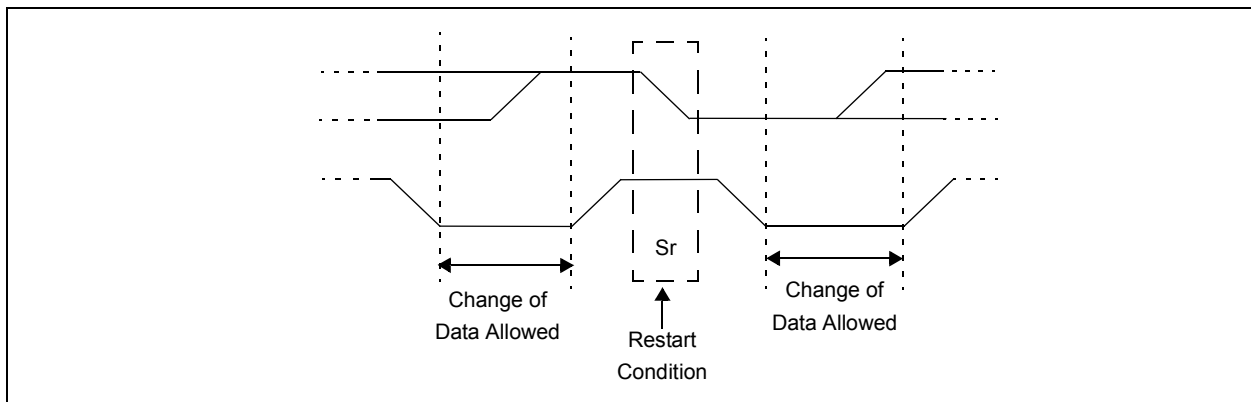 Sr
Change of
Data Allowed
Restart
Condition
Change of
Data Allowed